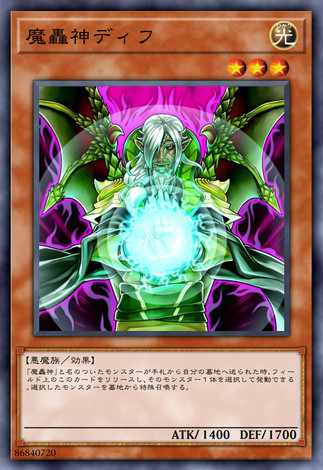 魔轟神ディフ
光
【悪魔族/効果】
「魔轟神」と名のついたモンスターが手札から自分の墓地へ送られた時、フィー
ルド上のこのカードをリリースし、そのモンスター1体を選択して発動できる。
選択したモンスターを墓地から特殊召喚する。
ATK/1400 DEF/1700
86840720